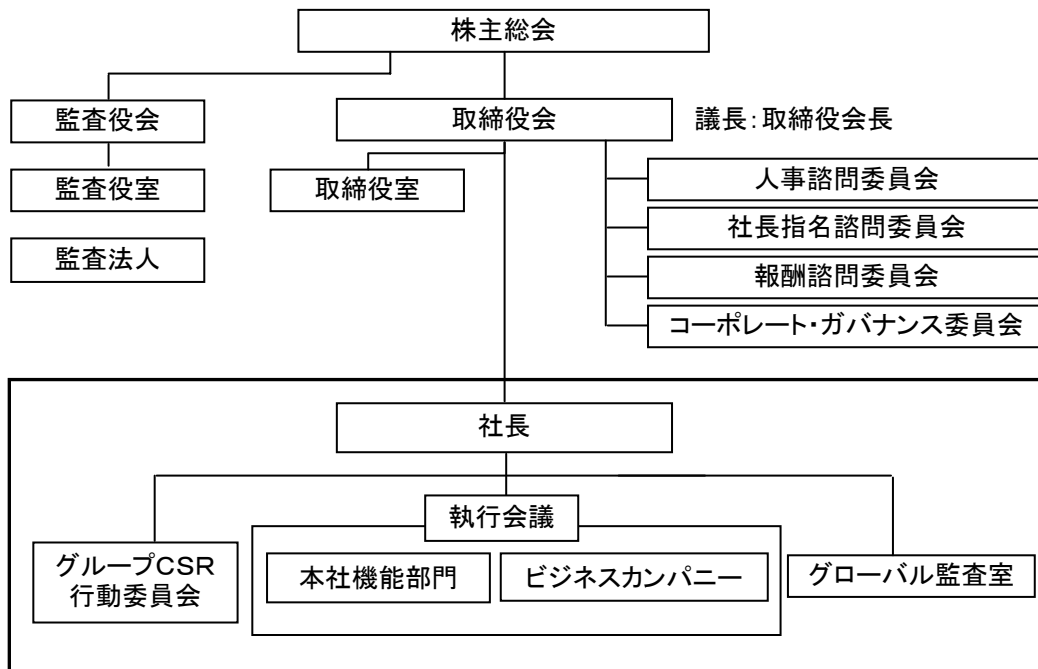 株主総会
監査役会
取締役会
議長：取締役会長
監査役室
取締役室
人事諮問委員会
社長指名諮問委員会
監査法人
報酬諮問委員会
コーポレート・ガバナンス委員会
社長
執行会議
グループCSR
行動委員会
本社機能部門
ビジネスカンパニー
グローバル監査室